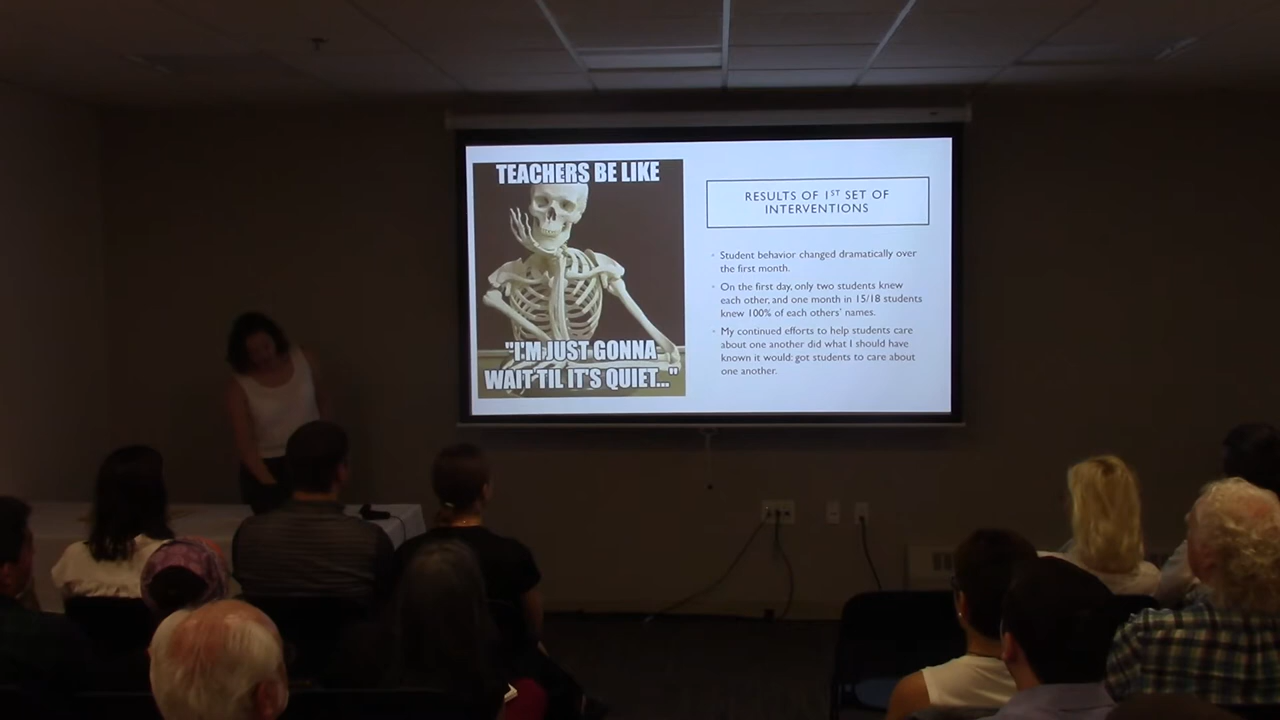 TEACHERS BE LIKE
"I'M JUST GONNA
WAIT TIL IT'S QUIET..."
RESULTS OF 1ST SET OF
INTERVENTIONS
• Student behavior changed dramatically over
the first month.
• On the first day, only two students knew
each other, and one month in 15/18 students
knew 100% of each others' names.
• My continued efforts to help students care
about one another did what I should have
known it would: got students to care about
one another.